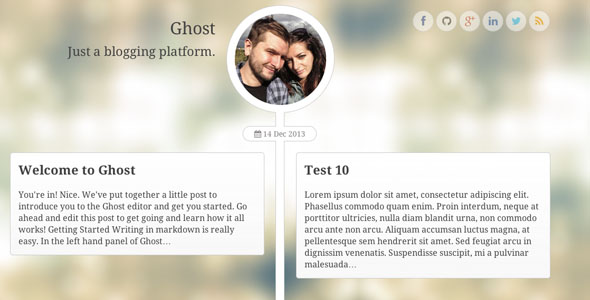 Ghost
Just a blogging platform.
14 Dec 2013
Welcome to Ghost
You're in! Nice. We've put together a little post to
introduce you to the Ghost editor and get you started. Go
ahead and edit this post to get going and learn how it all
works! Getting Started Writing in markdown is really
easy. In the left hand panel of Ghost…
Test 10
Lorem ipsum dolor sit amet, consectetur adipiscing elit.
Phasellus commodo quam enim. Proin interdum, neque at
porttitor ultricies, nulla diam blandit urna, non commodo
arcu ante non arcu. Aliquam accumsan luctus magna, at
pellentesque sem hendrerit sit amet. Sed feugiat arcu in
dignissim venenatis. Suspendisse suscipit, mi a pulvinar
malesuada…